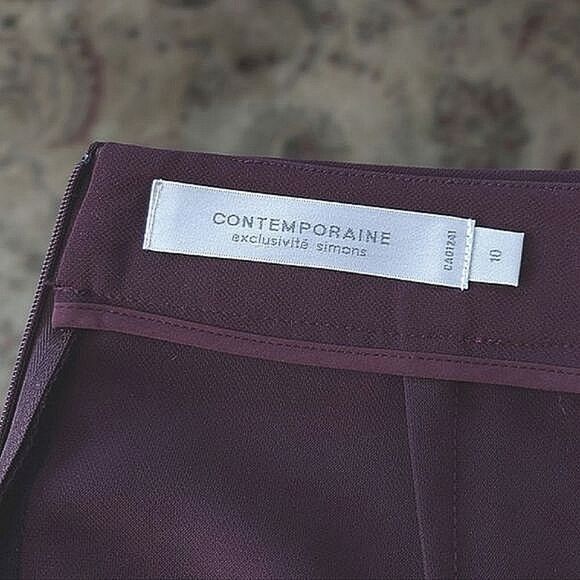 CONTEMPORAINE
exclusivité simons
CA01241
10